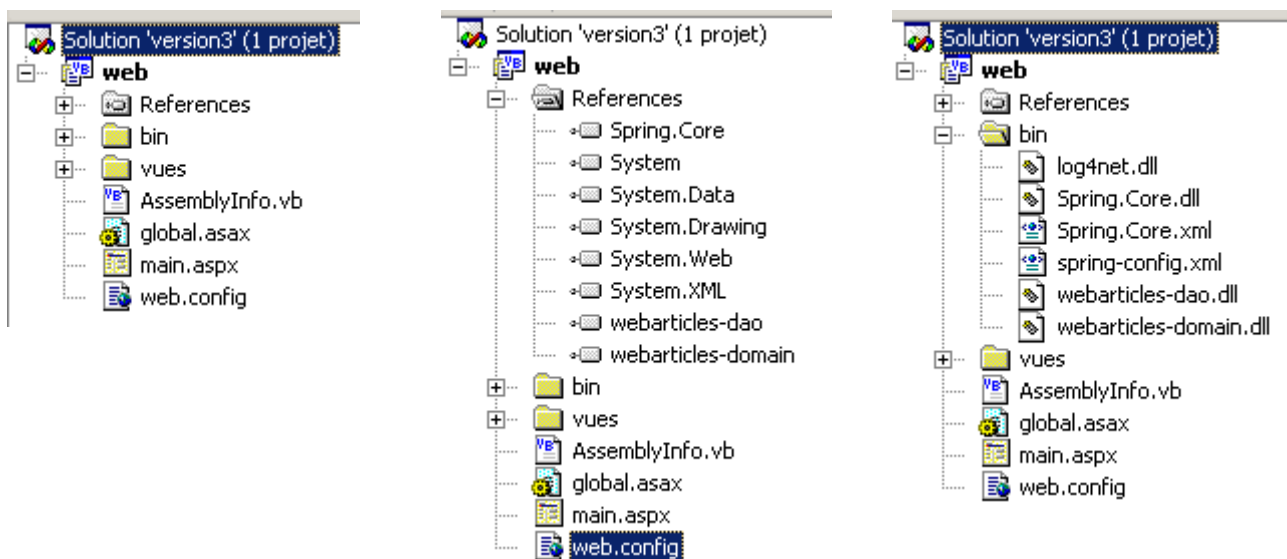 Solution 'version3' (1 projet)
web
References
bin
vues
AssemblyInfo.vb
global.asax
main.aspx
web.config
Solution 'version3' (1 projet)
web
References
Spring.Core
System
System.Data
System.Drawing
System.Web
System.XML
webarticles-dao
webarticles-domain
bin
vues
AssemblyInfo.vb
global.asax
main.aspx
web.config
Solution 'version3' (1 projet)
web
References
bin
log4net.dll
Spring.Core.dll
Spring.Core.xml
spring-config.xml
webarticles-dao.dll
webarticles-domain.dll
vues
AssemblyInfo.vb
global.asax
main.aspx
web.config